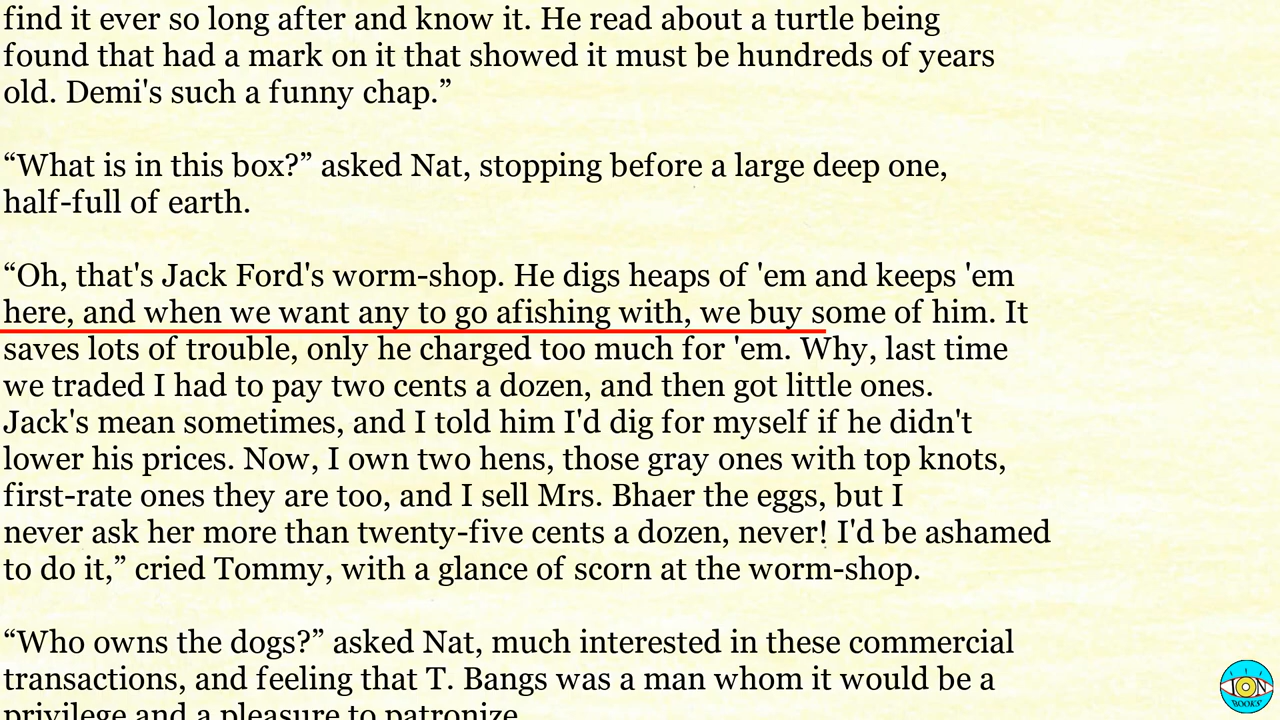 find it ever so long after and know it. He read about a turtle being
found that had a mark on it that showed it must be hundreds of years
old. Demi's such a funny chap.”
“What is in this box?” asked Nat, stopping before a large deep one,
half-full of earth.
“Oh, that's Jack Ford's worm-shop. He digs heaps of 'em and keeps 'em
here, and when we want any to go afishing with, we buy some of him. It
saves lots of trouble, only he charged too much for 'em. Why, last time
we traded I had to pay two cents a dozen, and then got little ones.
Jack's mean sometimes, and I told him I'd dig for myself if he didn't
lower his prices. Now, I own two hens, those gray ones with top knots,
first-rate ones they are too, and I sell Mrs. Bhaer the eggs, but I
never ask her more than twenty-five cents a dozen, never! I'd be ashamed
to do it,” cried Tommy, with a glance of scorn at the worm-shop.
“Who owns the dogs?” asked Nat, much interested in these commercial
transactions, and feeling that T. Bangs was a man whom it would be a
privilege and a pleasure to patronize.
ION
BOOKS